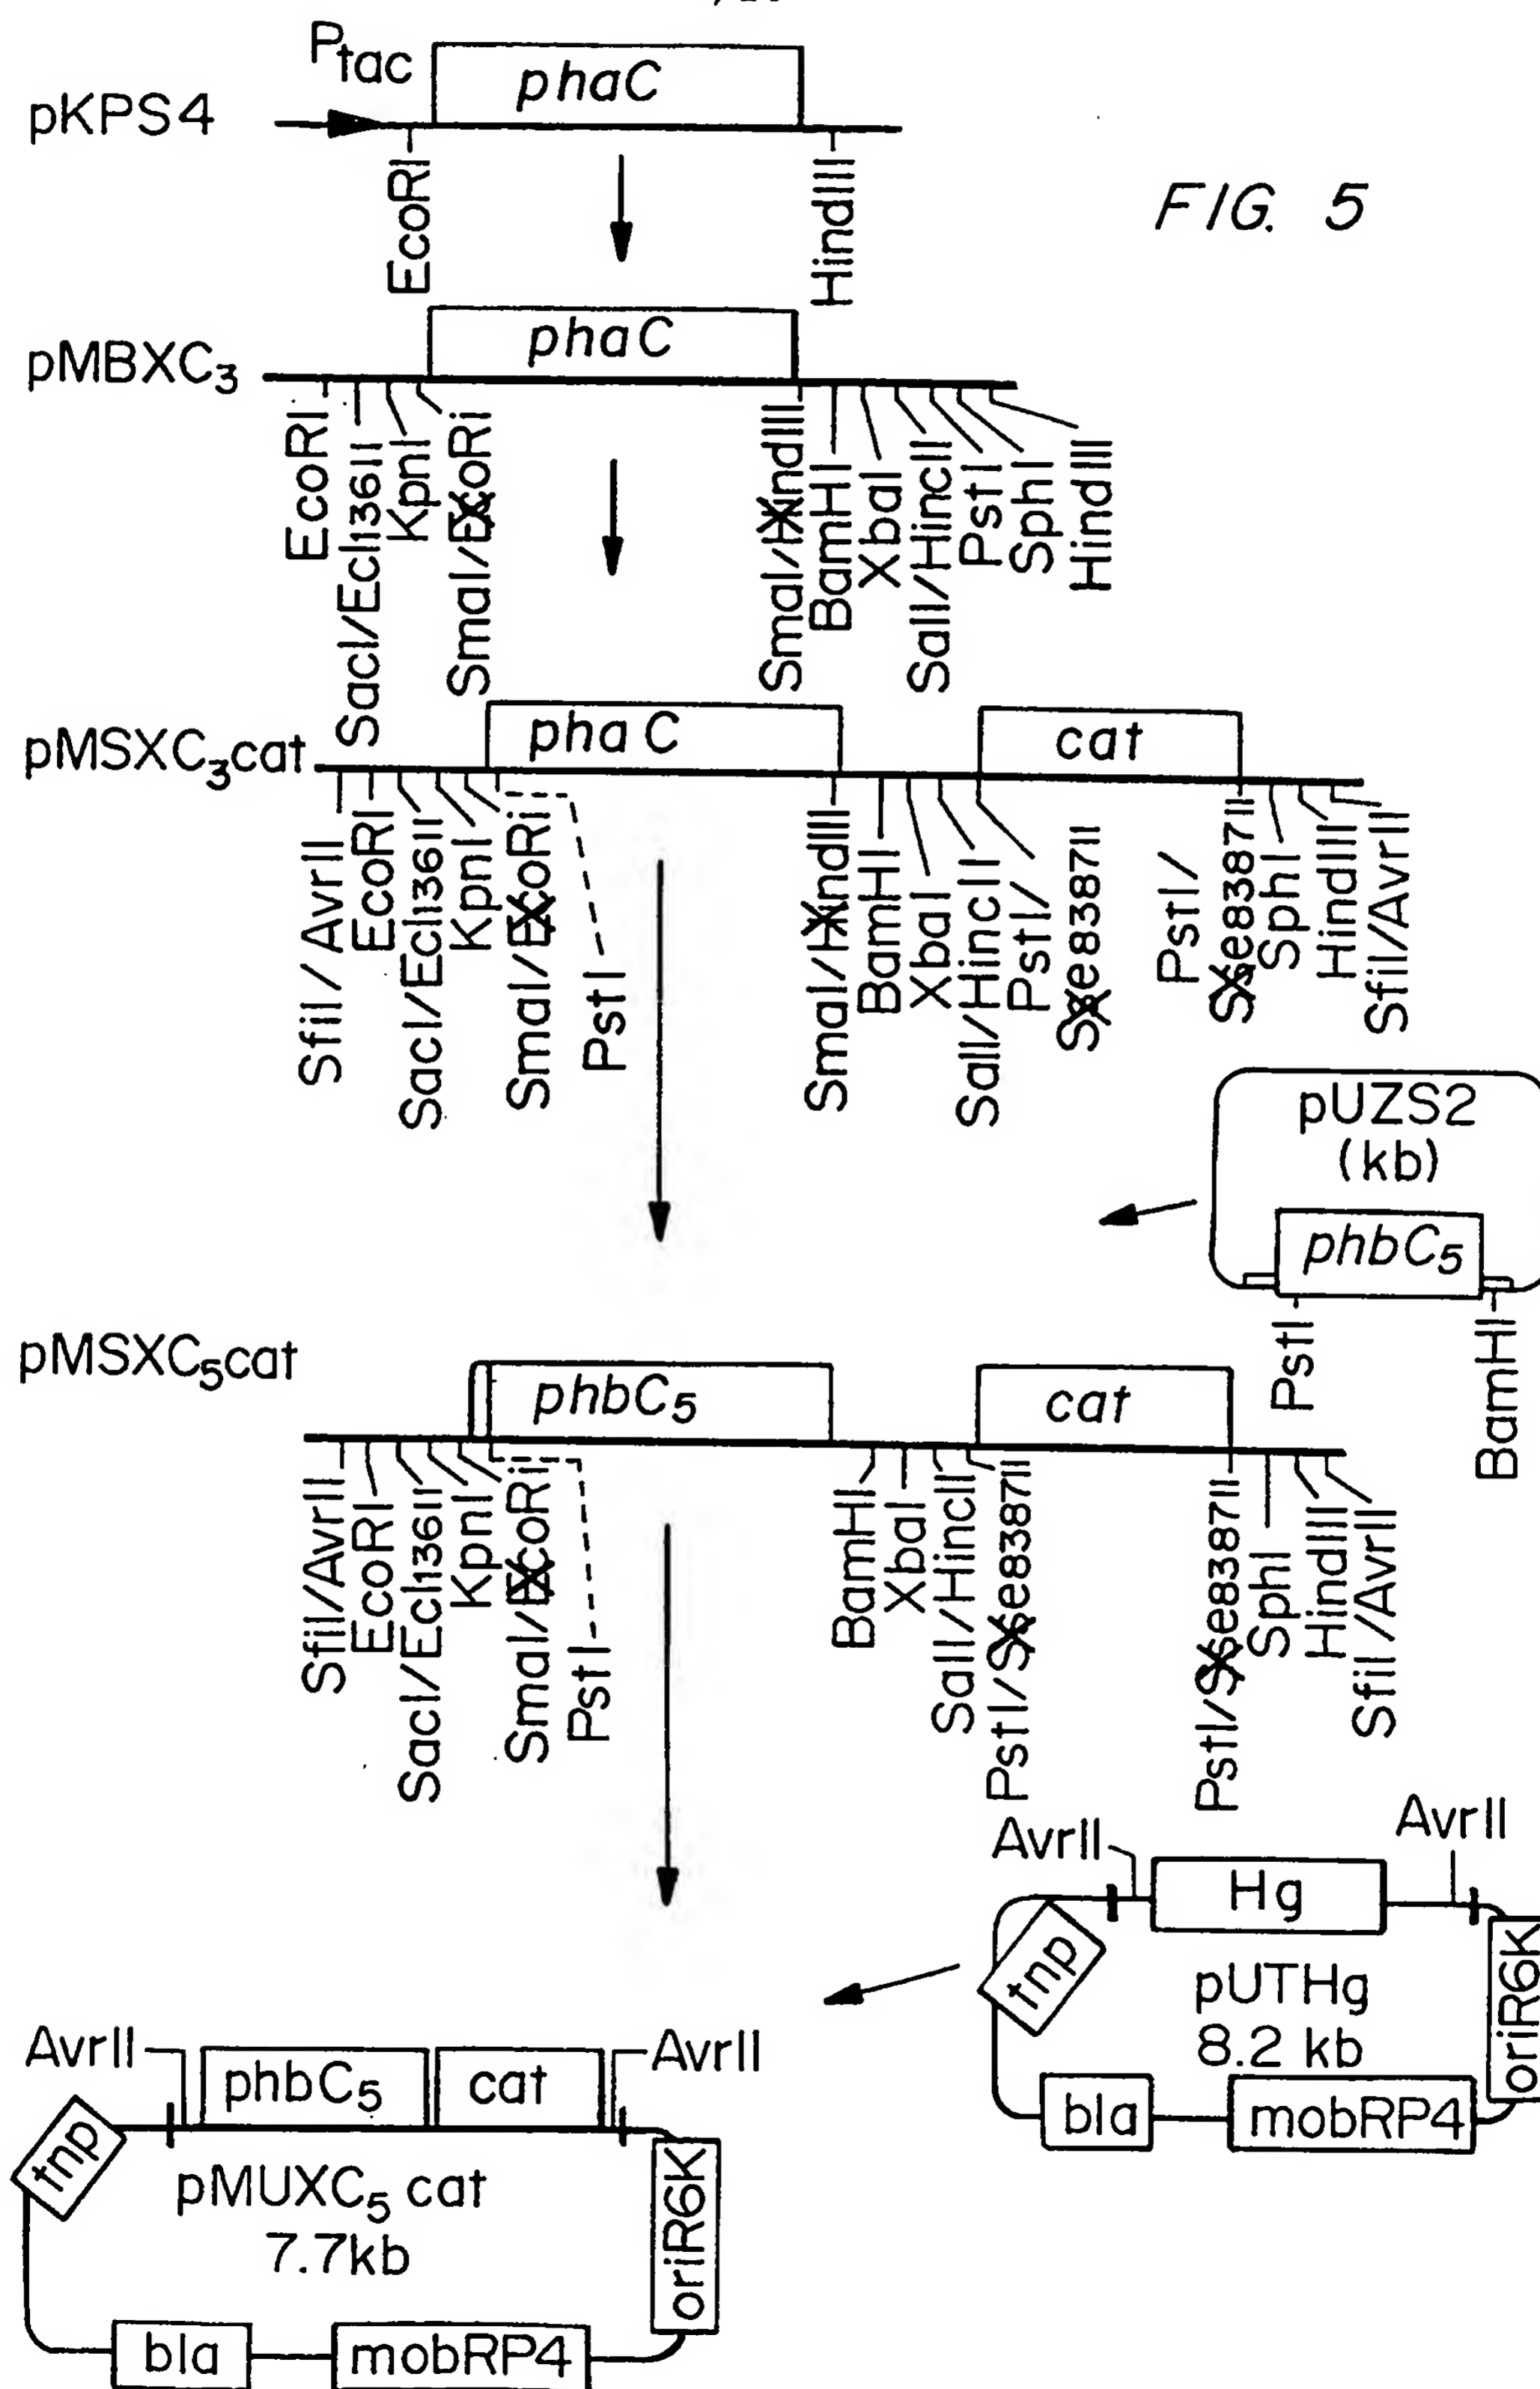 Ptac
phaC
pKPS4
EcoRI
HindIII
FIG. 5
phaC
pMBXC3
EcoRI
SacI/Ecl136II
KpnI
SmaI/EcoRi
SmaI/HindIII
BamHI
XbaI
SalI/HincII
PstI
SphI
HindIII
phaC
cat
pMSXC3cat
SfiI/AvrII
EcoRI
SacI/Ecl136II
KpnI
SmaI/EcoRi
PstI
SmaI/HindIII
BamHI
XbaI
SalI/HincII
PstI/
Sse8387II
PstI/
Sse8387II
SphI
HindIII
SfiI/AvrII
pUZS2
(kb)
phbC5
PstI
BamHI
pMSXC5cat
phbC5
cat
SfiI/AvrII
EcoRI
SacI/Ecl136II
KpnI
SmaI/EcoRi
PstI
BamHI
XbaI
SalI/HincII
PstI/Sse8387II
PstI/Sse8387II
SphI
HindIII
SfiI/AvrII
AvrII
AvrII
Hg
tnp
pUTHg
8.2 kb
oriR6K
bla
mobRP4
AvrII
phbC5
cat
AvrII
tnp
pMUXC5 cat
7.7kb
oriR6K
bla
mobRP4